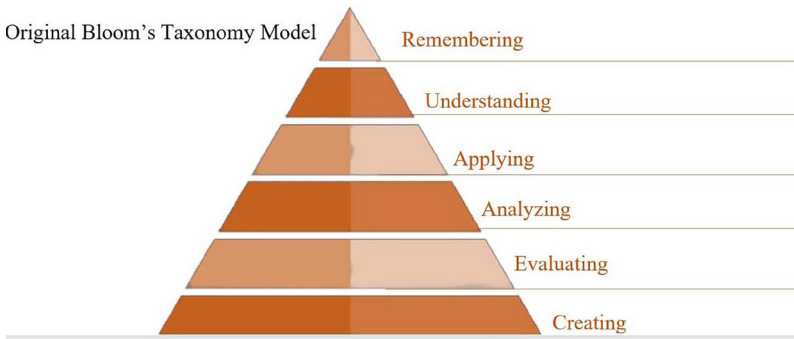 Original Bloom’s Taxonomy Model
Remembering
Understanding
Applying
Analyzing
Evaluating
Creating